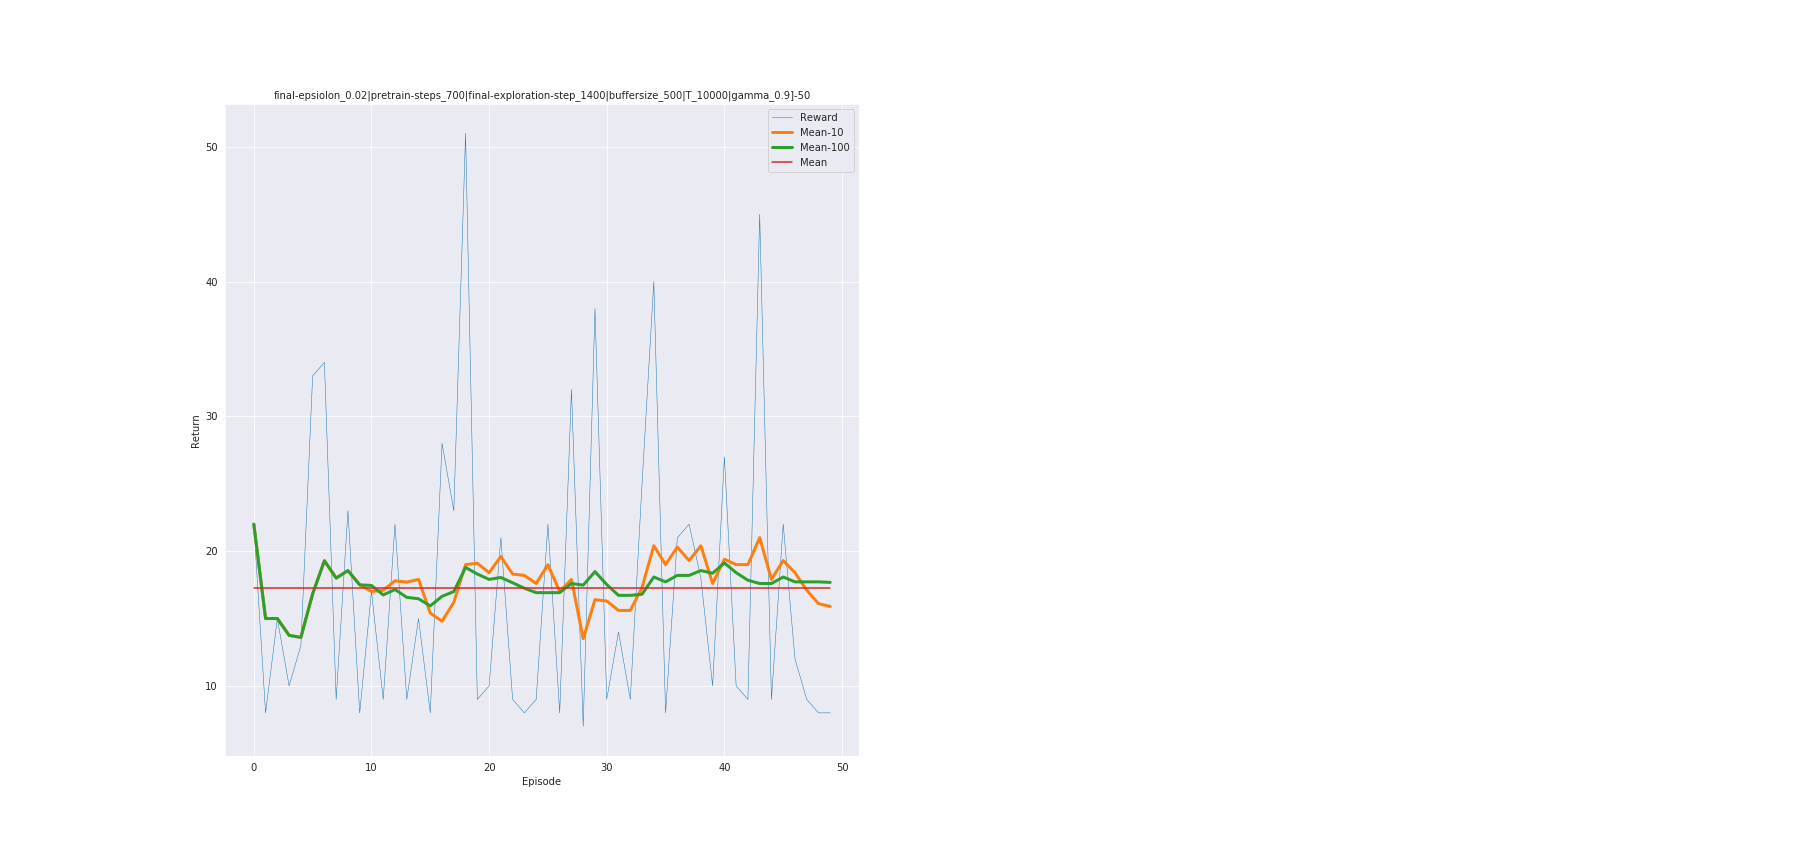 final-epsiolon_0.02|pretrain-steps_700|final-exploration-step_1400|buffersize_500|T_10000|gamma_0.9]-50
Reward
Mean-10
Mean-100
Mean
50
40
30
20
10
Return
0 10 20 30 40 50
Episode